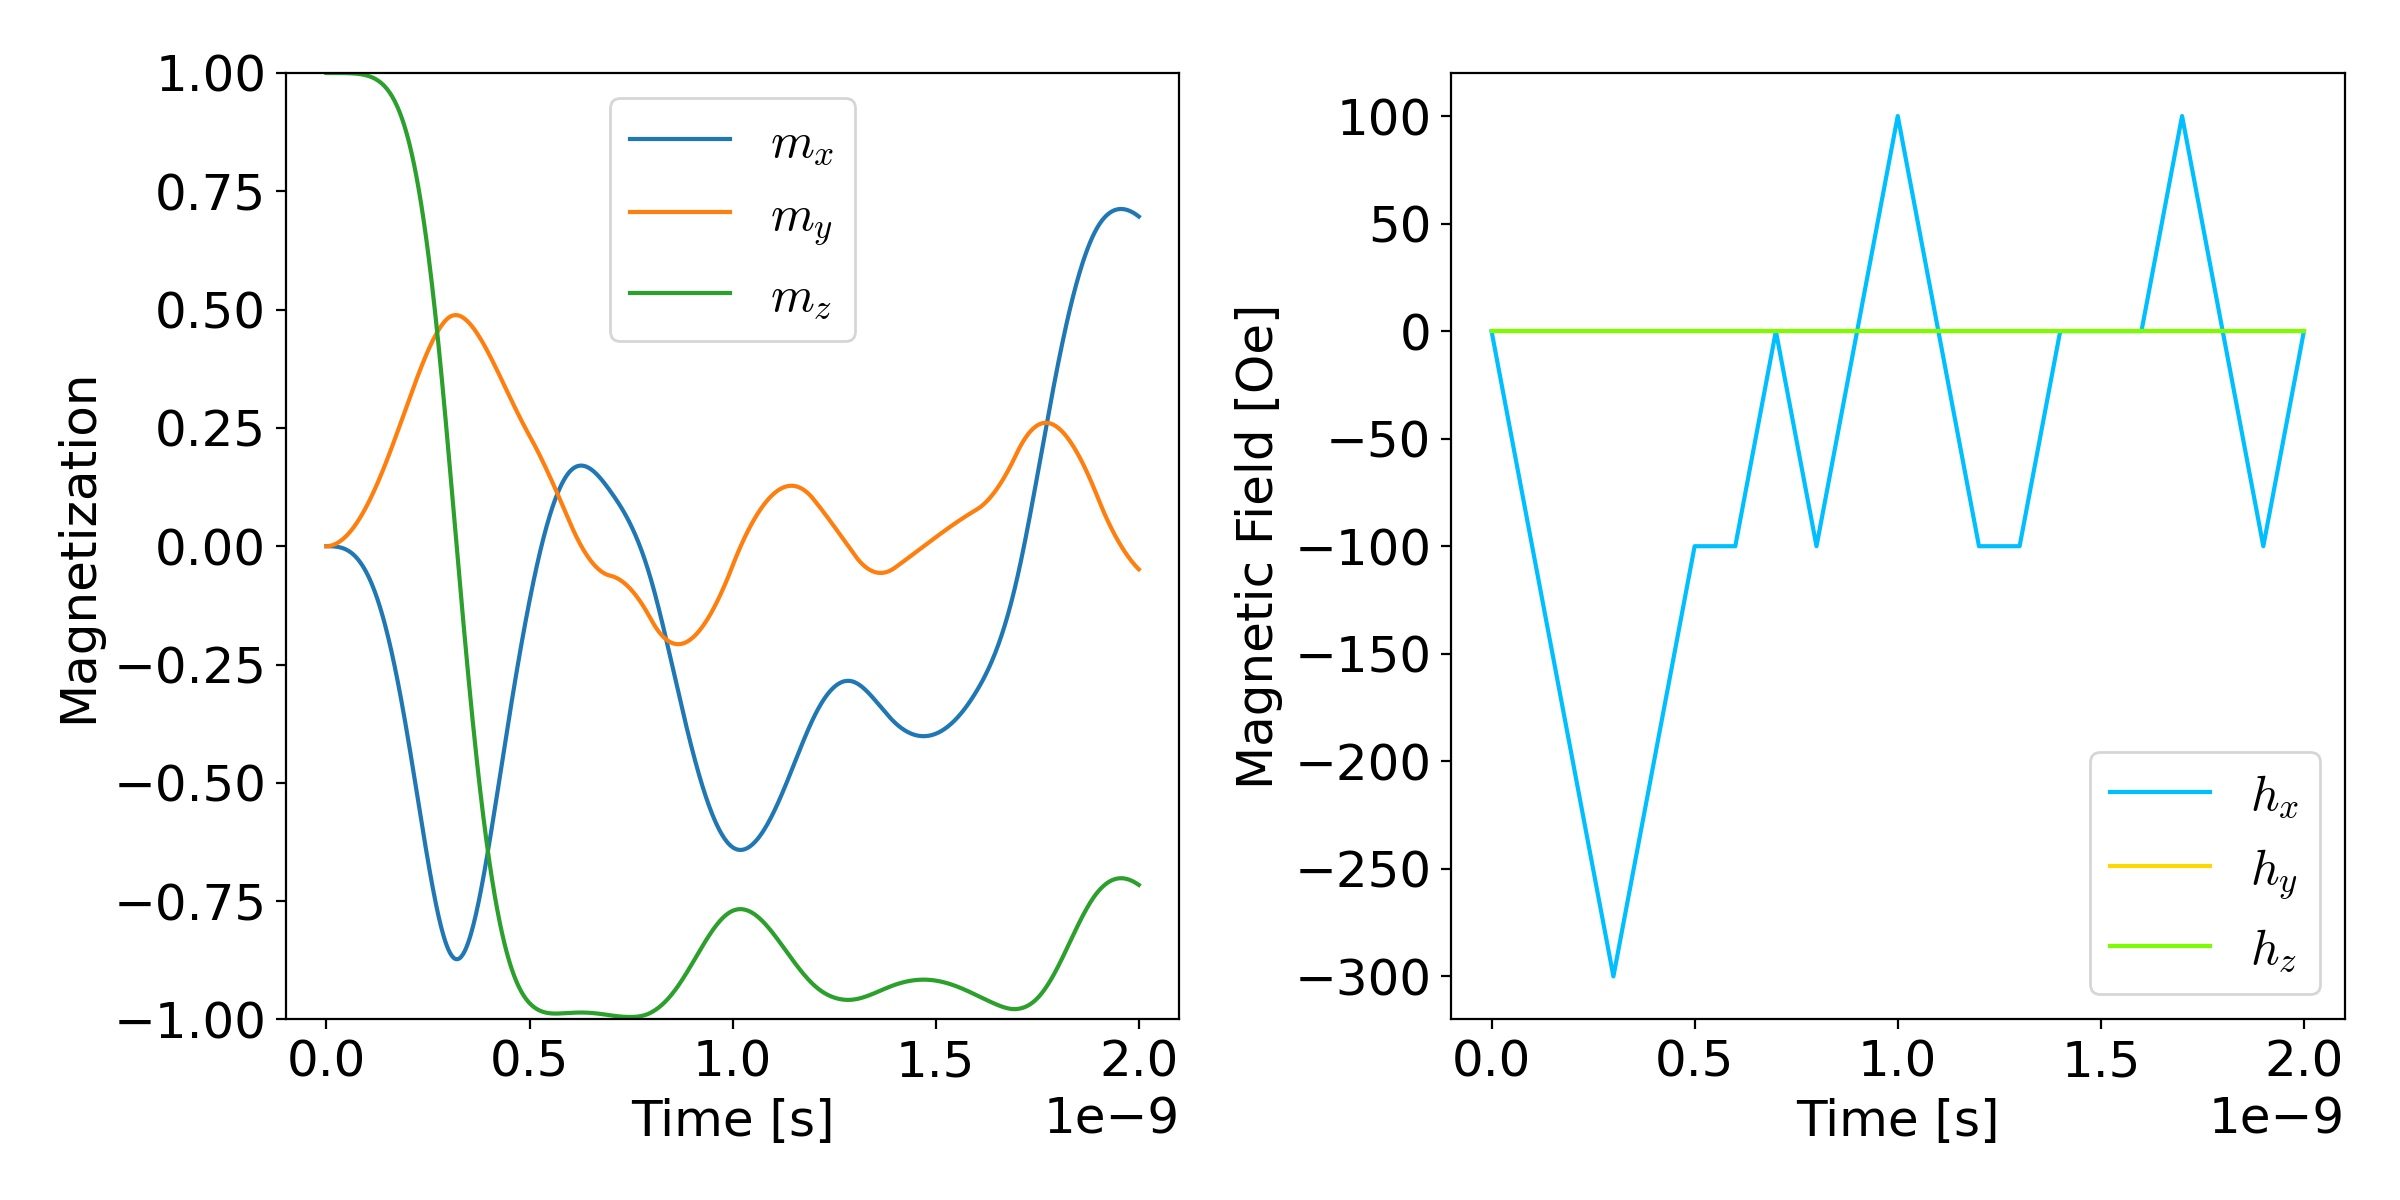 Magnetization
1.00
0.75
0.50
0.25
0.00
−0.25
−0.50
−0.75
−1.00
m_x
m_y
m_z
0.0 0.5 1.0 1.5 2.0
Time [s]
1e−9
Magnetic Field [Oe]
100
50
0
−50
−100
−150
−200
−250
−300
h_x
h_y
h_z
0.0 0.5 1.0 1.5 2.0
Time [s]
1e−9